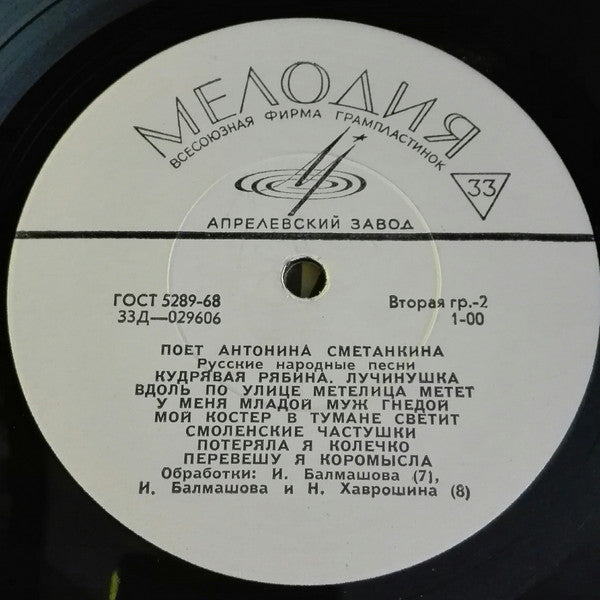 МЕЛОДИЯ
ВСЕСОЮЗНАЯ ФИРМА ГРАМПЛАСТИНОК
33
АПРЕЛЕВСКИЙ ЗАВОД
ГОСТ 5289-68 Вторая гр.-2
33Д—029606 1-00
ПОЕТ АНТОНИНА СМЕТАНКИНА
Русские народные песни
КУДРЯВАЯ РЯБИНА. ЛУЧИНУШКА
ВДОЛЬ ПО УЛИЦЕ МЕТЕЛИЦА МЕТЕТ
У МЕНЯ МЛАДОЙ МУЖ ГНЕДОЙ
МОЙ КОСТЕР В ТУМАНЕ СВЕТИТ
СМОЛЕНСКИЕ ЧАСТУШКИ
ПОТЕРЯЛА Я КОЛЕЧКО
ПЕРЕВЕШУ Я КОРОМЫСЛА
Обработки: И. Балмашова (7),
И. Балмашова и Н. Хаврошина (8)